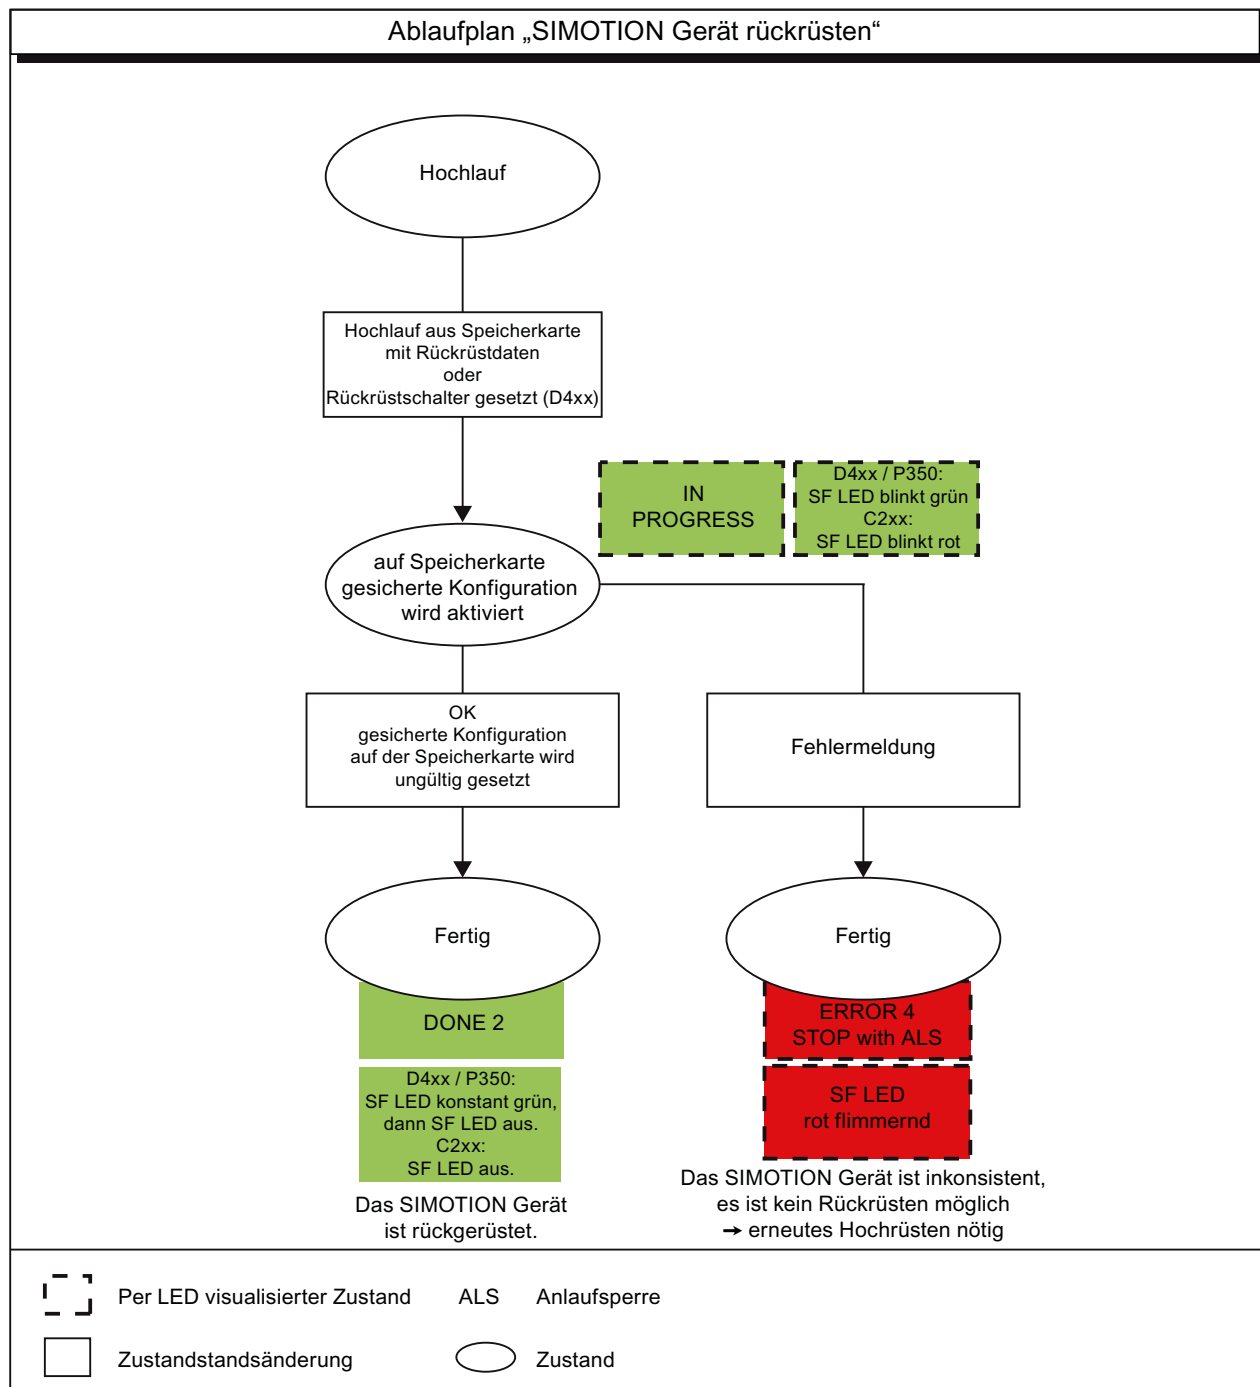 Ablaufplan „SIMOTION Gerät rückrüsten“
Hochlauf
Hochlauf aus Speicherkarte
mit Rückrüstdaten
oder
Rückrüstschalter gesetzt (D4xx)
IN
PROGRESS
D4xx / P350:
SF LED blinkt grün
C2xx:
SF LED blinkt rot
auf Speicherkarte
gesicherte Konfiguration
wird aktiviert
OK
gesicherte Konfiguration
auf der Speicherkarte wird
ungültig gesetzt
Fehlermeldung
Fertig
DONE 2
D4xx / P350:
SF LED konstant grün,
dann SF LED aus.
C2xx:
SF LED aus.
Das SIMOTION Gerät
ist rückgerüstet.
Fertig
ERROR 4
STOP with ALS
SF LED
rot flimmernd
Das SIMOTION Gerät ist inkonsistent,
es ist kein Rückrüsten möglich
→ erneutes Hochrüsten nötig
Per LED visualisierter Zustand
ALS Anlaufsperre
Zustandstandsänderung
Zustand